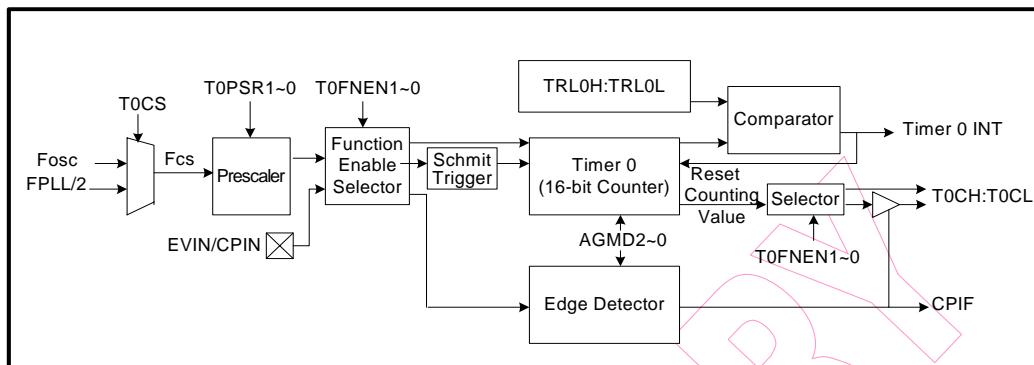 T0CS
T0PSR1~0
T0FNEN1~0
TRL0H:TRL0L
Comparator
Timer 0 INT
Fosc
FPLL/2
Fcs
Prescaler
Function
Enable
Selector
Schmit
Trigger
Timer 0
(16-bit Counter)
Reset
Counting
Value
Selector
T0CH:T0CL
EVIN/CPIN
AGMD2~0
T0FNEN1~0
Edge Detector
CPIF